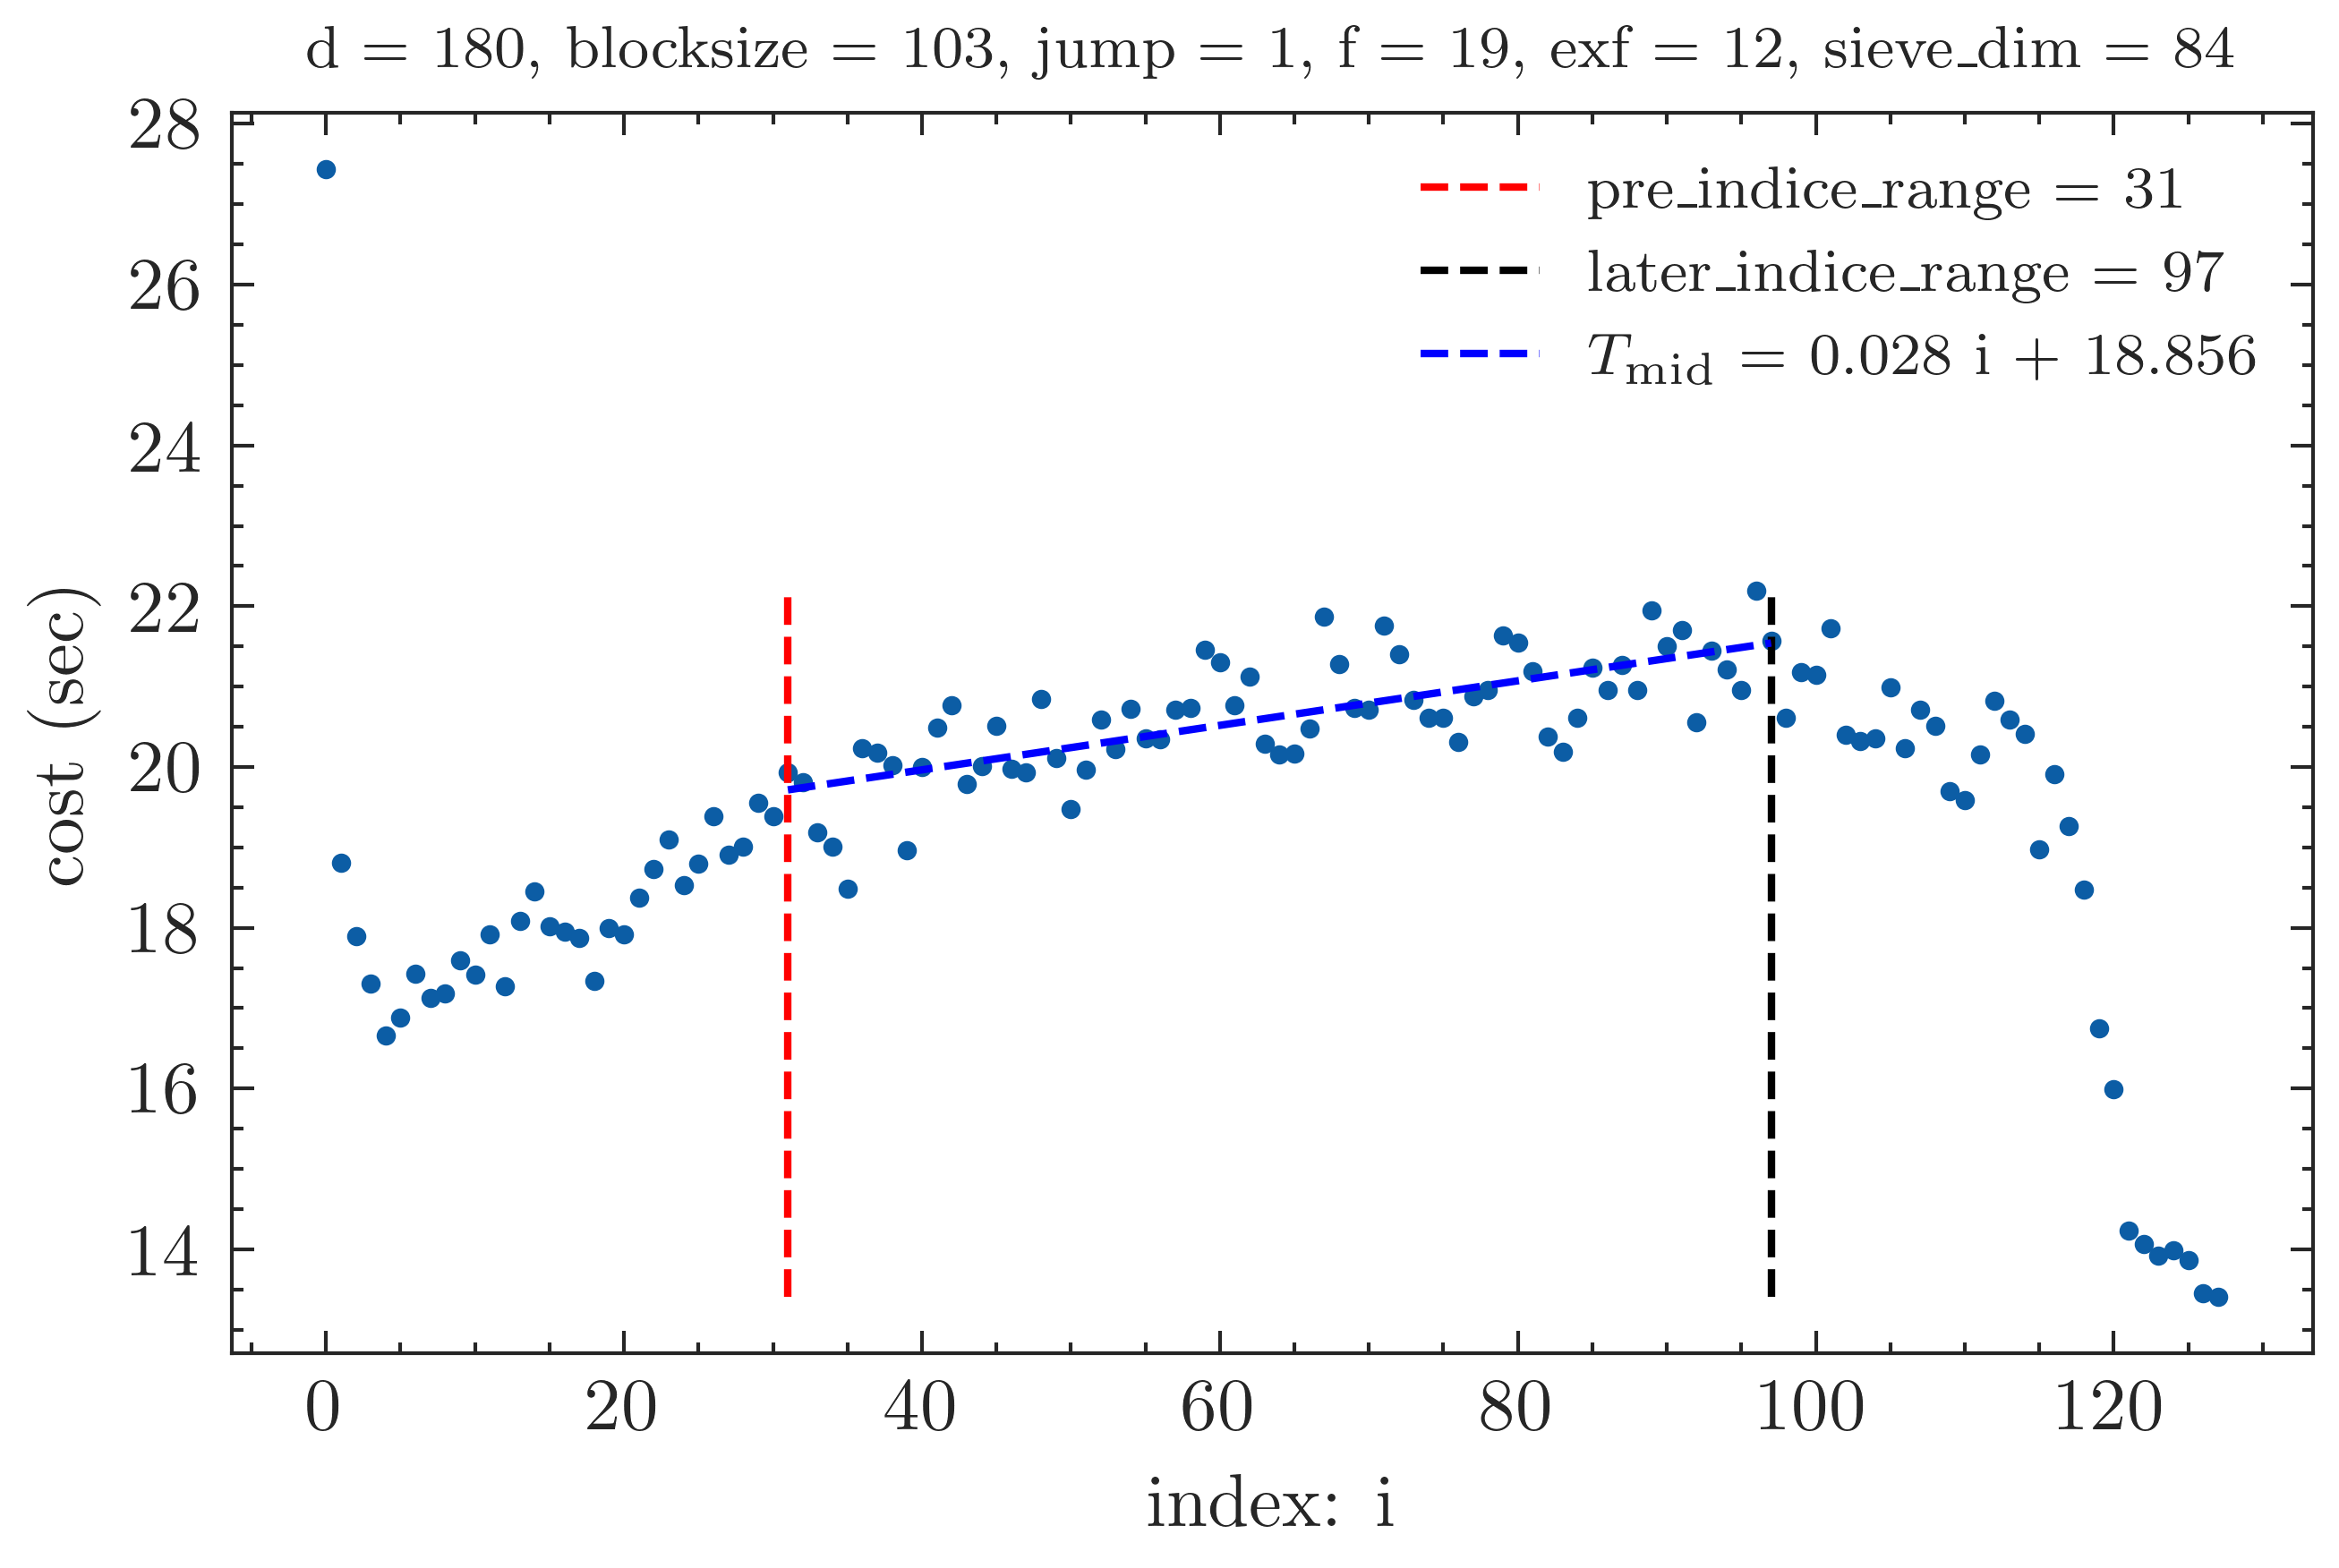 d = 180, blocksize = 103, jump = 1, f = 19, exf = 12, sieve_dim = 84
28
26
24
22
20
18
16
14
cost (sec)
pre_indice_range = 31
later_indice_range = 97
T_mid = 0.028 i + 18.856
0 20 40 60 80 100 120
index: i